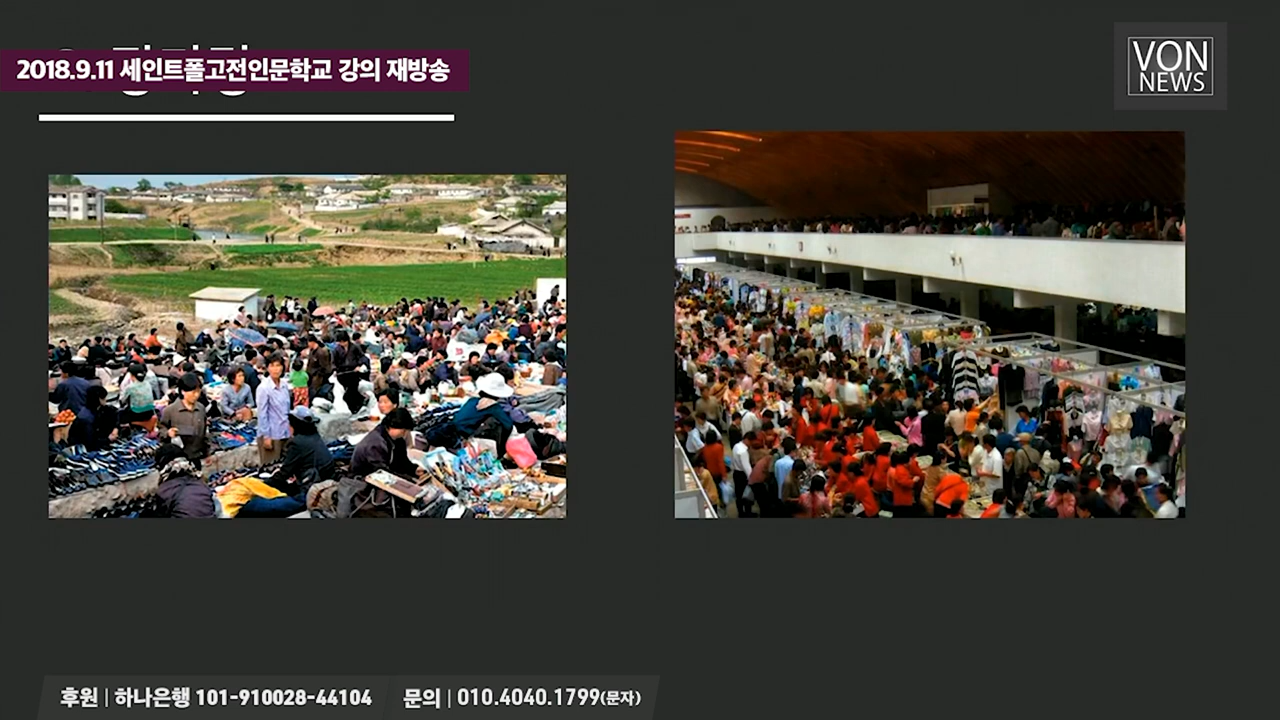 2018.9.11 세인트폴고전인문학교 강의 재방송
VON
NEWS
후원 | 하나은행 101-910028-44104 문의 | 010.4040.1799(문자)